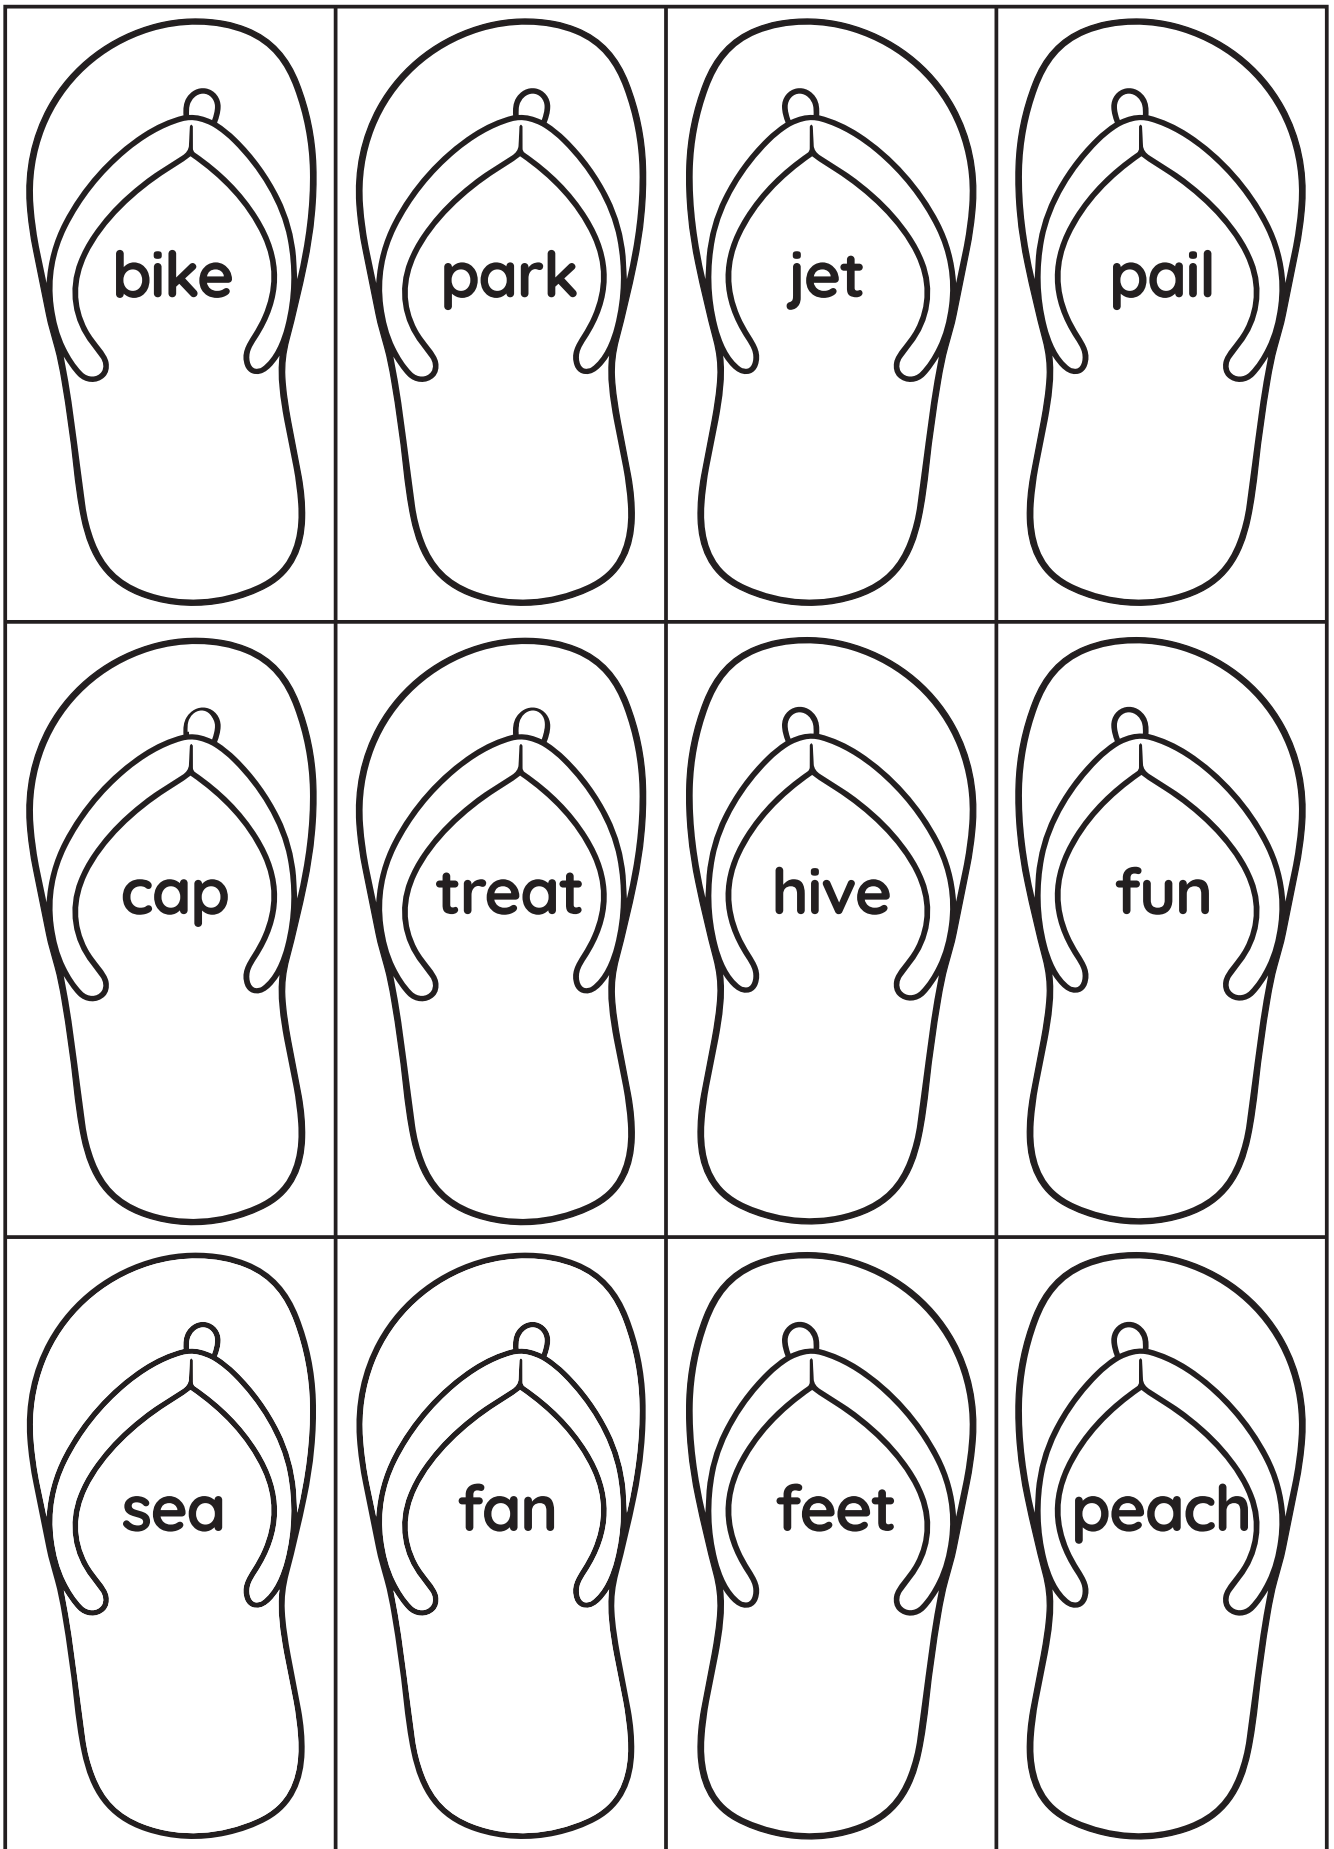 bike
park
jet
pail
cap
treat
hive
fun
sea
fan
feet
peach